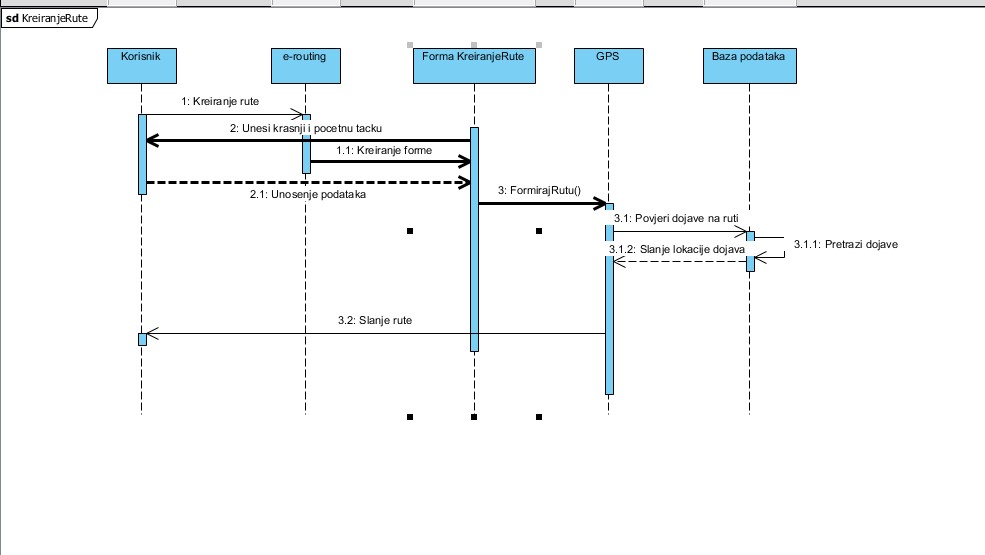 sd KreiranjeRute
Korisnik
e-routing
Forma KreiranjeRute
GPS
Baza podataka
1: Kreiranje rute
2: Unesi krasnji i pocetnu tacku
1.1: Kreiranje forme
2.1: Unosenje podataka
3: FormirajRutu()
3.1: Povjeri dojave na ruti
3.1.1: Pretrazi dojave
3.1.2: Slanje lokacije dojava
3.2: Slanje rute